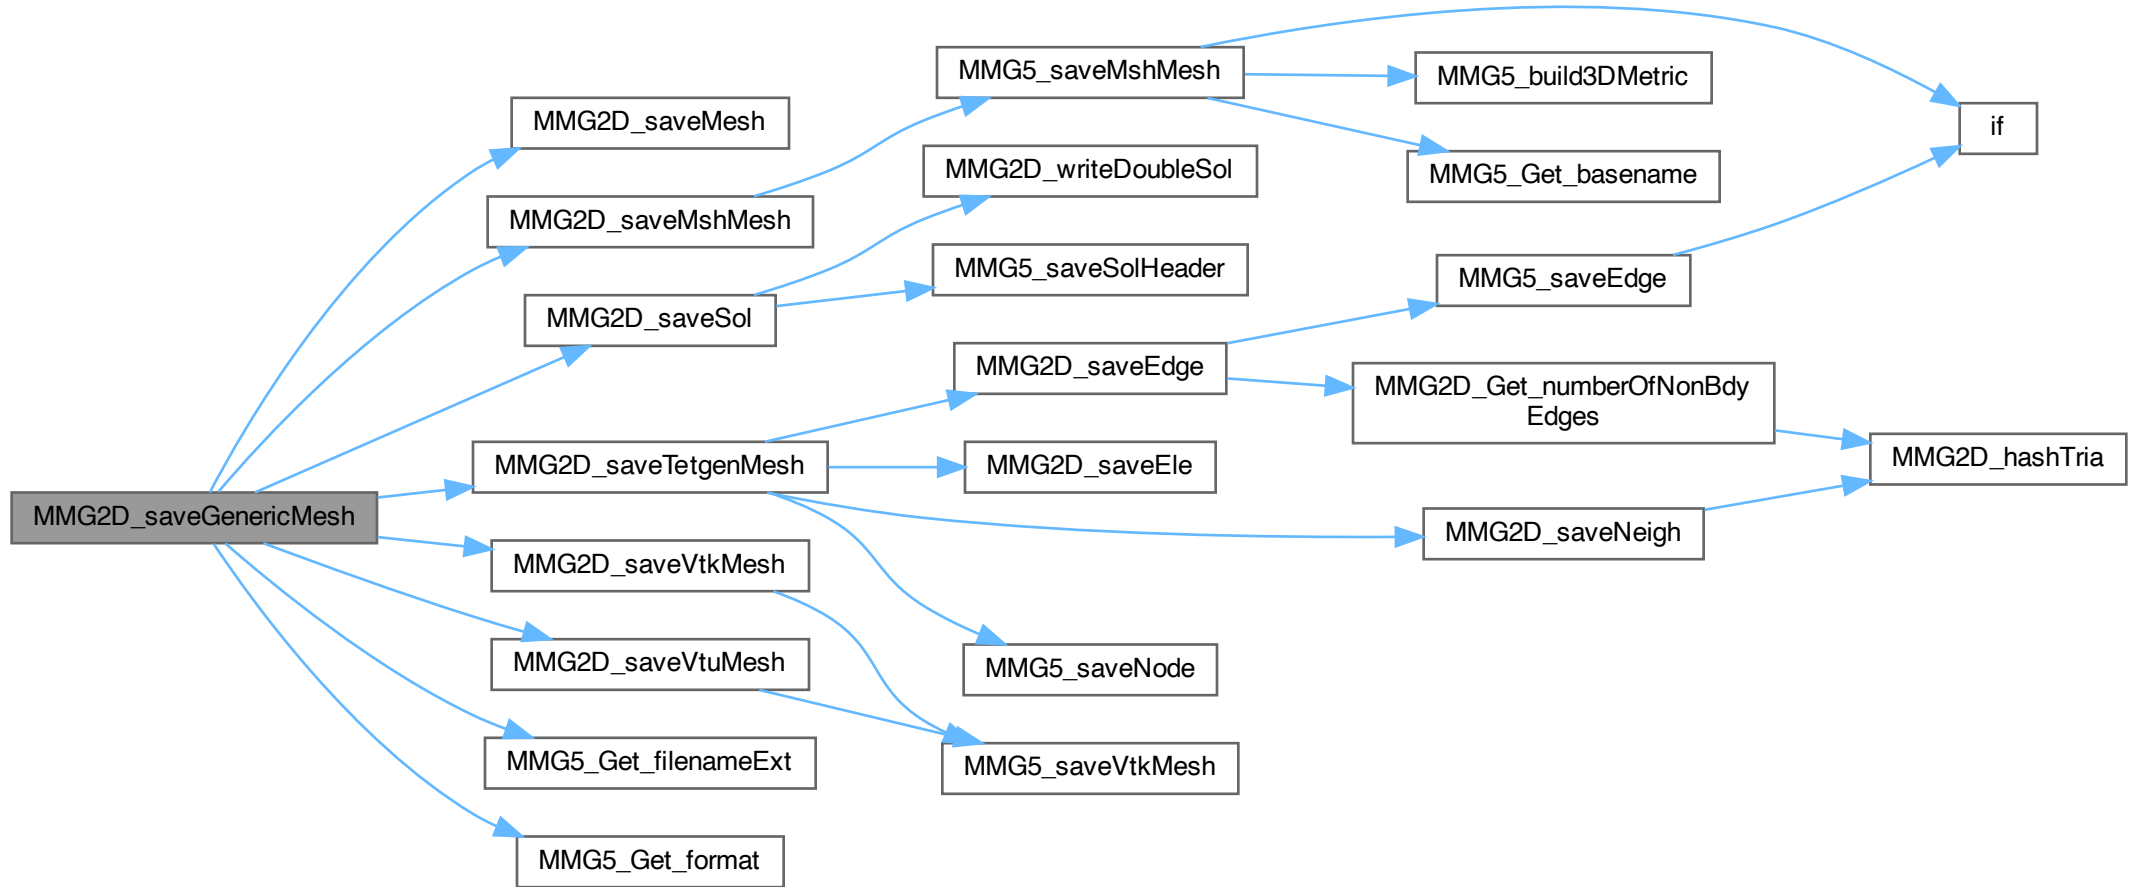 MMG2D_saveGenericMesh
MMG2D_saveMesh
MMG2D_saveMshMesh
MMG2D_saveSol
MMG2D_saveTetgenMesh
MMG2D_saveVtkMesh
MMG2D_saveVtuMesh
MMG5_Get_filenameExt
MMG5_Get_format
MMG5_saveMshMesh
MMG2D_writeDoubleSol
MMG5_saveSolHeader
MMG2D_saveEdge
MMG2D_saveEle
MMG5_saveNode
MMG5_saveVtkMesh
MMG5_build3DMetric
MMG5_Get_basename
MMG5_saveEdge
MMG2D_Get_numberOfNonBdy
Edges
MMG2D_saveNeigh
if
MMG2D_hashTria